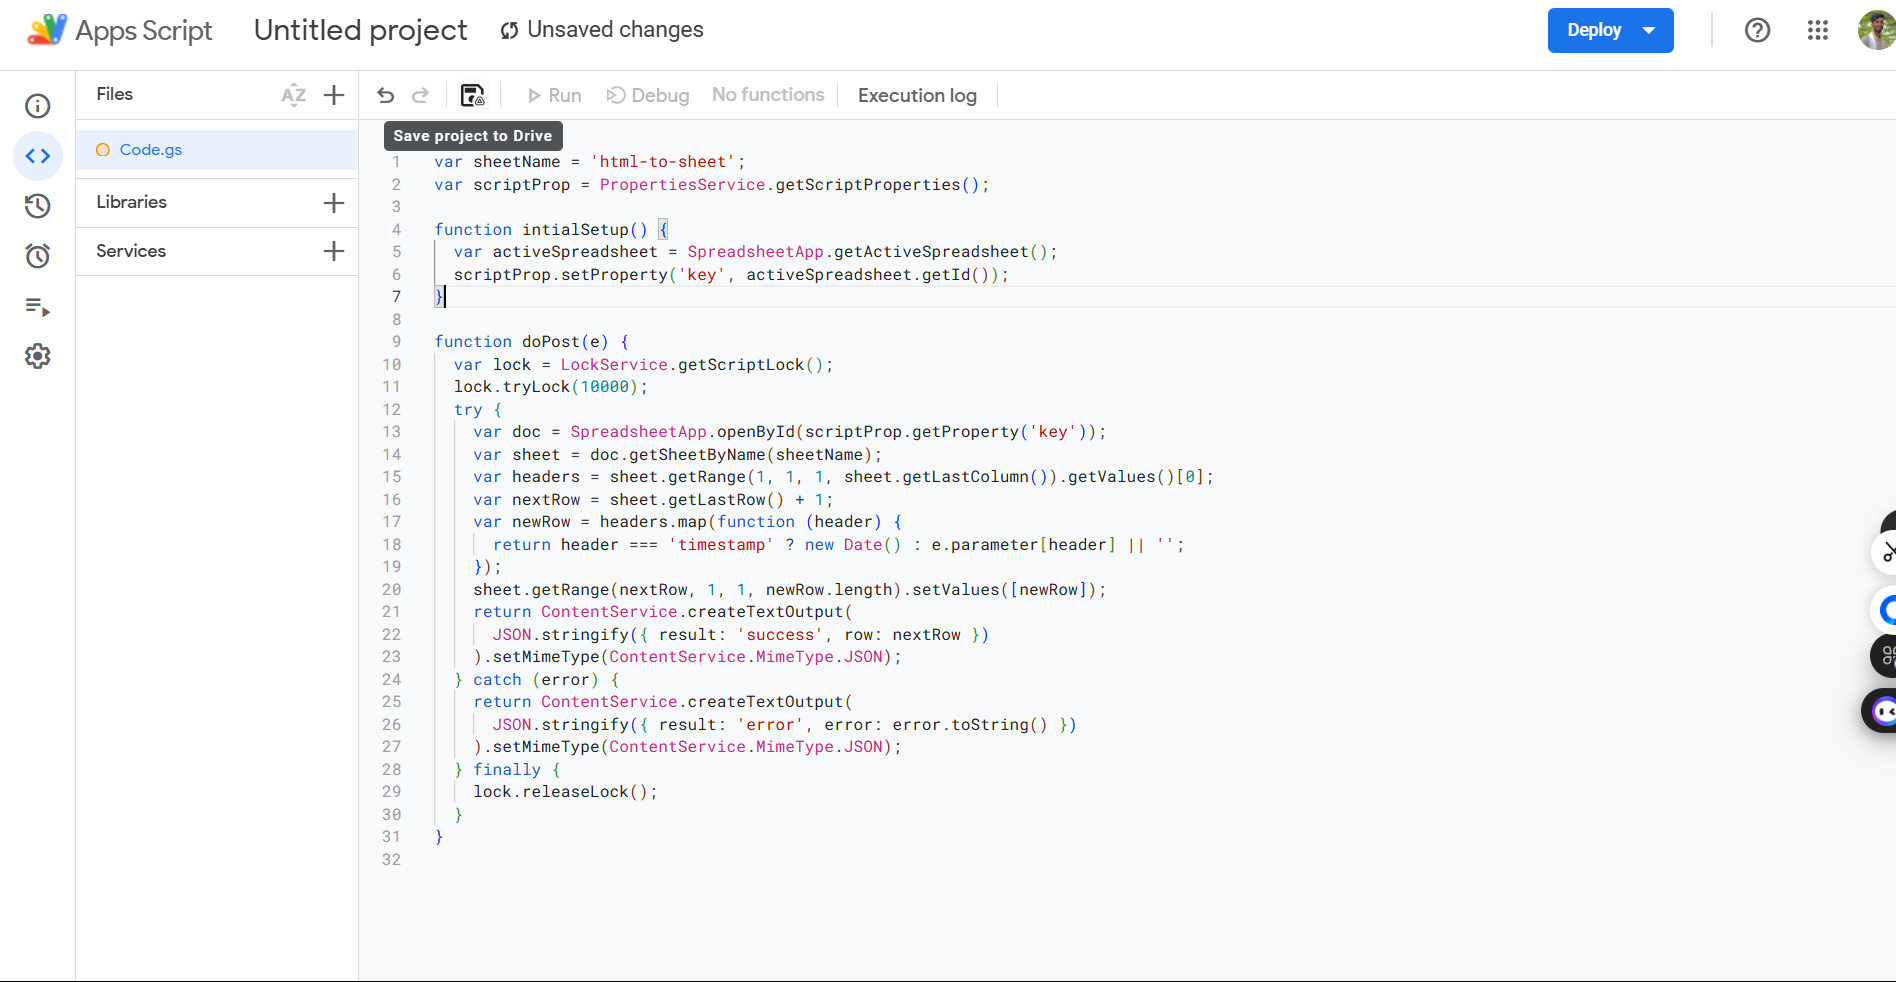 Apps Script
Untitled project
Unsaved changes
Deploy
Files
AZ
Run
Debug
No functions
Execution log
Code.gs
Libraries
Services
Save project to Drive
1 var sheetName = 'html-to-sheet';
2 var scriptProp = PropertiesService.getScriptProperties();
3
4 function intialSetup() {
5 var activeSpreadsheet = SpreadsheetApp.getActiveSpreadsheet();
6 scriptProp.setProperty('key', activeSpreadsheet.getId());
7 }
8
9 function doPost(e) {
10 var lock = LockService.getScriptLock();
11 lock.tryLock(10000);
12 try {
13 var doc = SpreadsheetApp.openById(scriptProp.getProperty('key'));
14 var sheet = doc.getSheetByName(sheetName);
15 var headers = sheet.getRange(1, 1, 1, sheet.getLastColumn()).getValues()[0];
16 var nextRow = sheet.getLastRow() + 1;
17 var newRow = headers.map(function (header) {
18 return header === 'timestamp' ? new Date() : e.parameter[header] || '';
19 });
20 sheet.getRange(nextRow, 1, 1, newRow.length).setValues([newRow]);
21 return ContentService.createTextOutput(
22 JSON.stringify({ result: 'success', row: nextRow })
23 ).setMimeType(ContentService.MimeType.JSON);
24 } catch (error) {
25 return ContentService.createTextOutput(
26 JSON.stringify({ result: 'error', error: error.toString() })
27 ).setMimeType(ContentService.MimeType.JSON);
28 } finally {
29 lock.releaseLock();
30 }
31 }
32